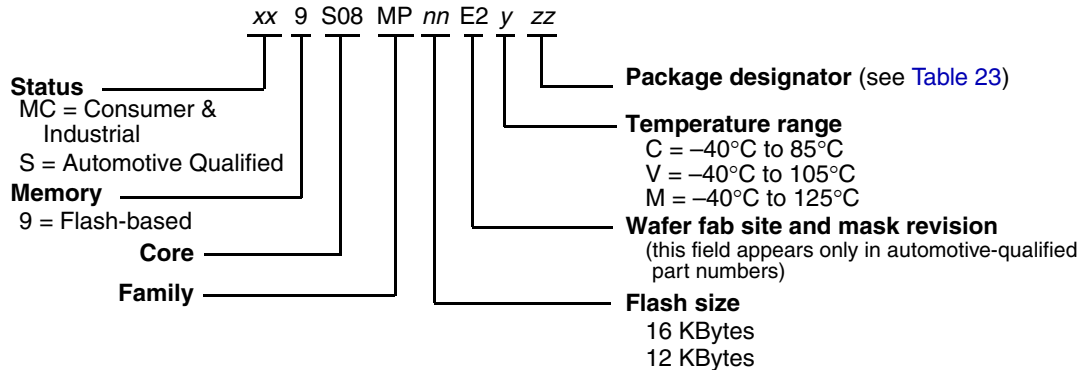 xx 9 S08 MP nn E2 y zz
Status
MC = Consumer &
Industrial
S = Automotive Qualified
Memory
9 = Flash-based
Core
Family
Package designator (see Table 23)
Temperature range
C = –40°C to 85°C
V = –40°C to 105°C
M = –40°C to 125°C
Wafer fab site and mask revision
(this field appears only in automotive-qualified
part numbers)
Flash size
16 KBytes
12 KBytes